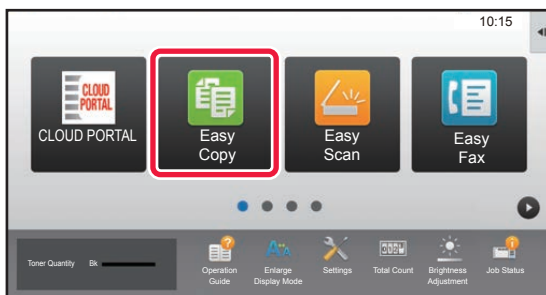 10:15
CLOUD
PORTAL
CLOUD PORTAL
Easy
Copy
Easy
Scan
Easy
Fax
Toner Quantity Bk
Operation
Guide
Enlarge
Display Mode
Settings
Total Count
Brightness
Adjustment
Job Status